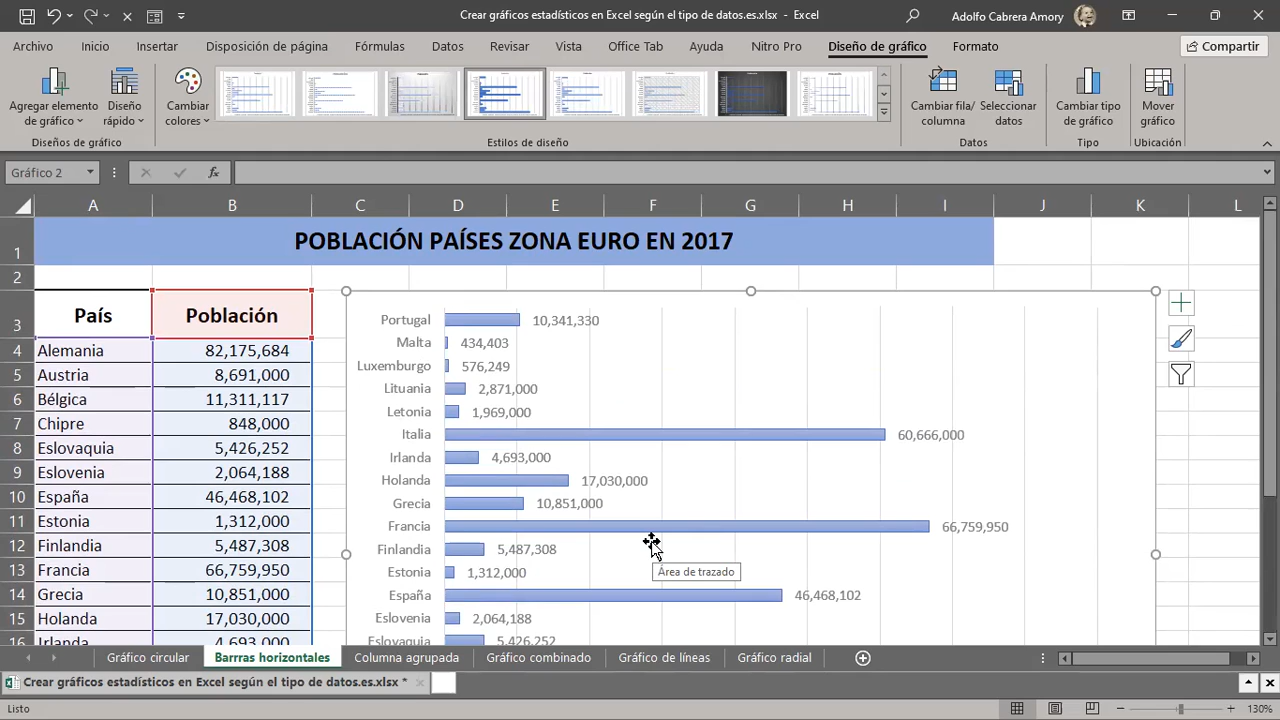 Crear gráficos estadísticos en Excel según el tipo de datos.es.xlsx - Excel
Adolfo Cabrera Amory
Archivo Inicio Insertar Disposición de página Fórmulas Datos Revisar Vista Office Tab Ayuda Nitro Pro Diseño de gráfico Formato Compartir
Agregar elemento de gráfico
Diseño rápido
Cambiar colores
Cambiar fila/ columna
Seleccionar datos
Cambiar tipo de gráfico
Mover gráfico
Diseños de gráfico Estilos de diseño Datos Tipo Ubicación
Gráfico 2 fx
A B C D E F G H I J K L
1 POBLACIÓN PAÍSES ZONA EURO EN 2017
2
3 País Población
4 Alemania 82,175,684
5 Austria 8,691,000
6 Bélgica 11,311,117
7 Chipre 848,000
8 Eslovaquia 5,426,252
9 Eslovenia 2,064,188
10 España 46,468,102
11 Estonia 1,312,000
12 Finlandia 5,487,308
13 Francia 66,759,950
14 Grecia 10,851,000
15 Holanda 17,030,000
16 Irlanda 4,693,000
Portugal 10,341,330
Malta 434,403
Luxemburgo 576,249
Lituania 2,871,000
Letonia 1,969,000
Italia 60,666,000
Irlanda 4,693,000
Holanda 17,030,000
Grecia 10,851,000
Francia 66,759,950
Finlandia 5,487,308
Área de trazado
Estonia 1,312,000
España 46,468,102
Eslovenia 2,064,188
Eslovaquia 5,426,252
Gráfico circular Barrras horizontales Columna agrupada Gráfico combinado Gráfico de líneas Gráfico radial
Crear gráficos estadísticos en Excel según el tipo de datos.es.xlsx *
Listo 130%